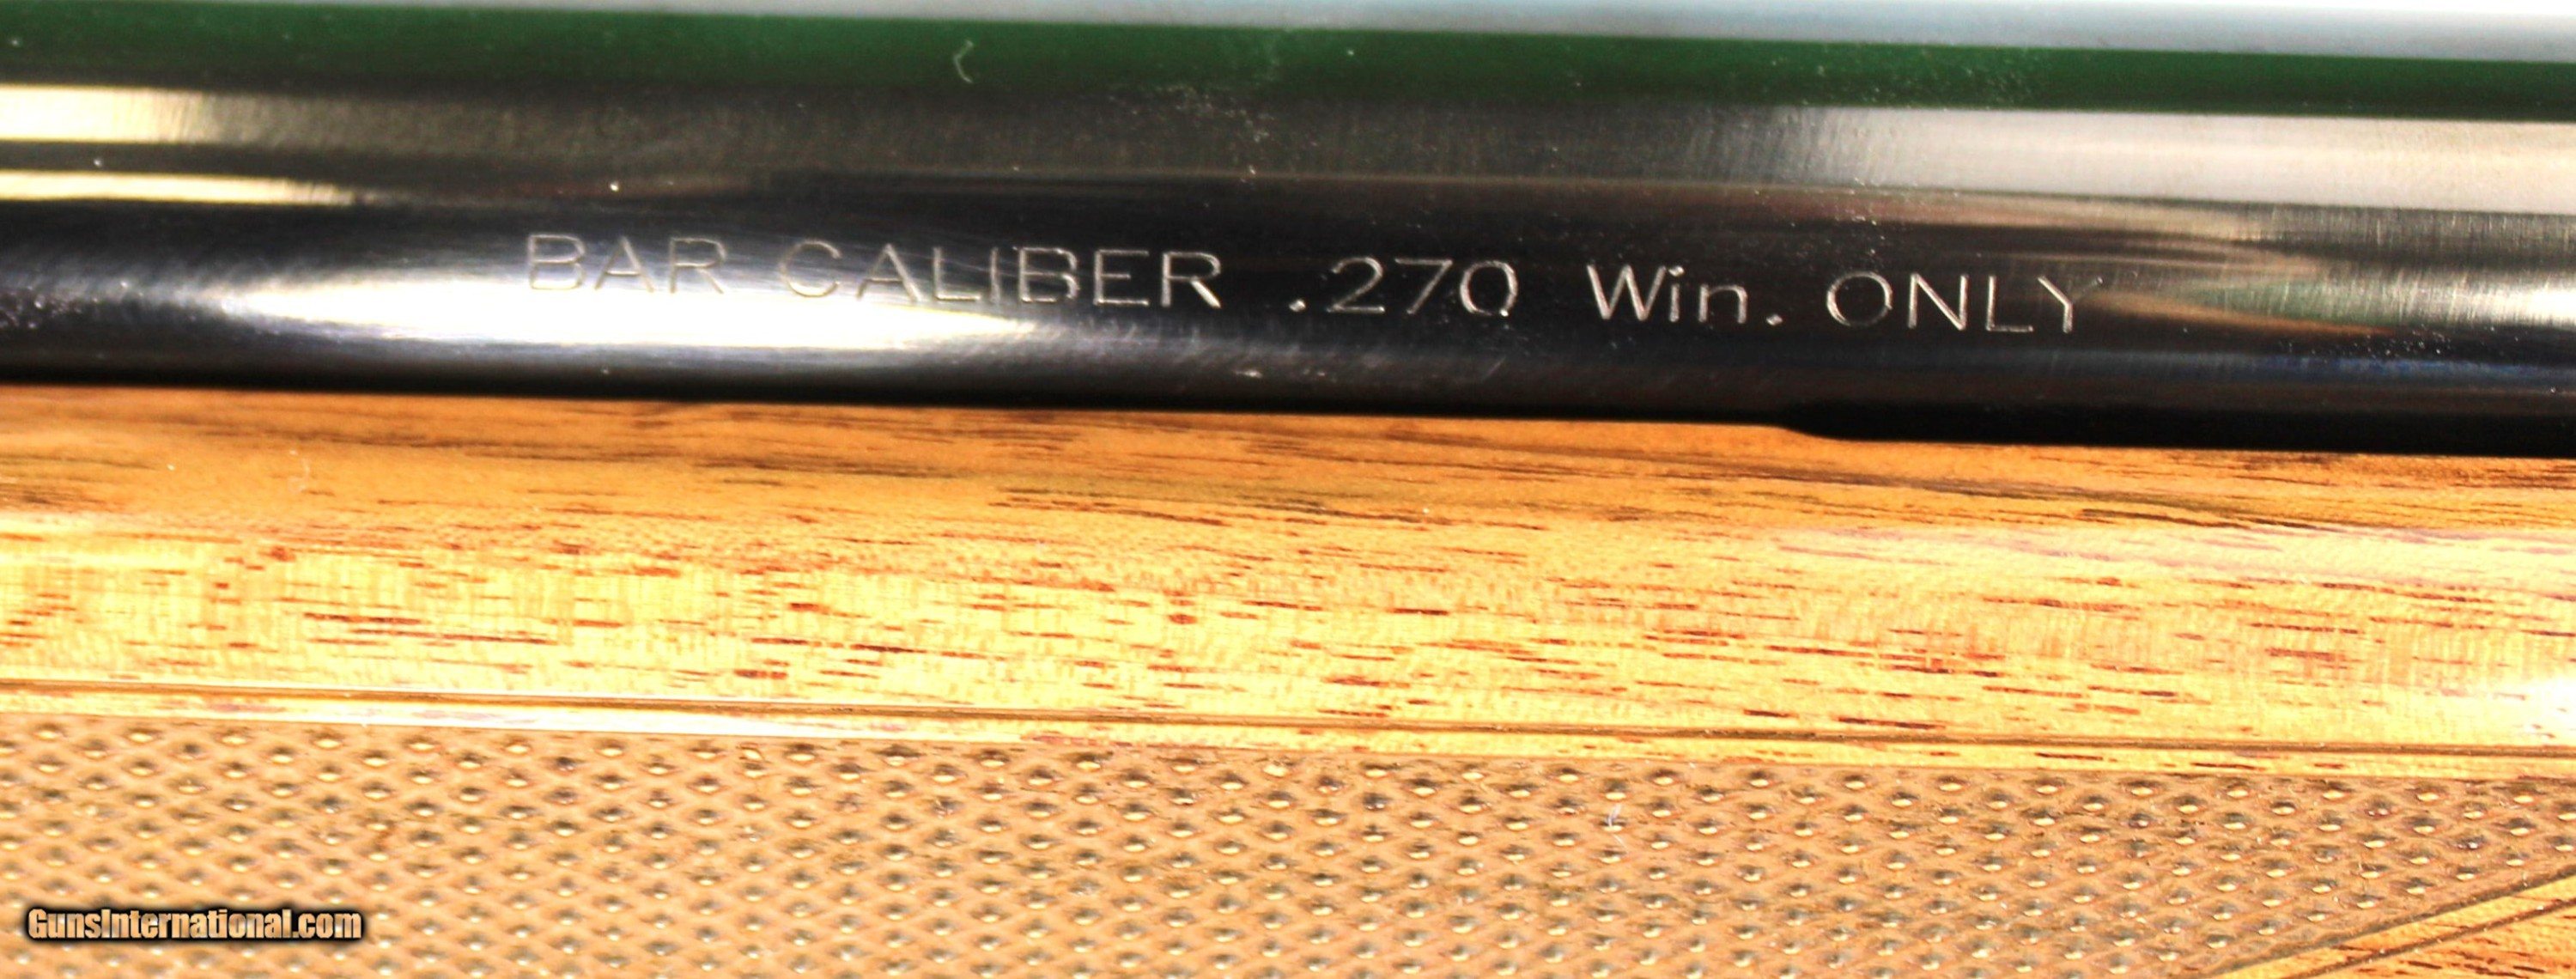 BAR CALIBER .270 Win. ONLY
GunsInternational.com